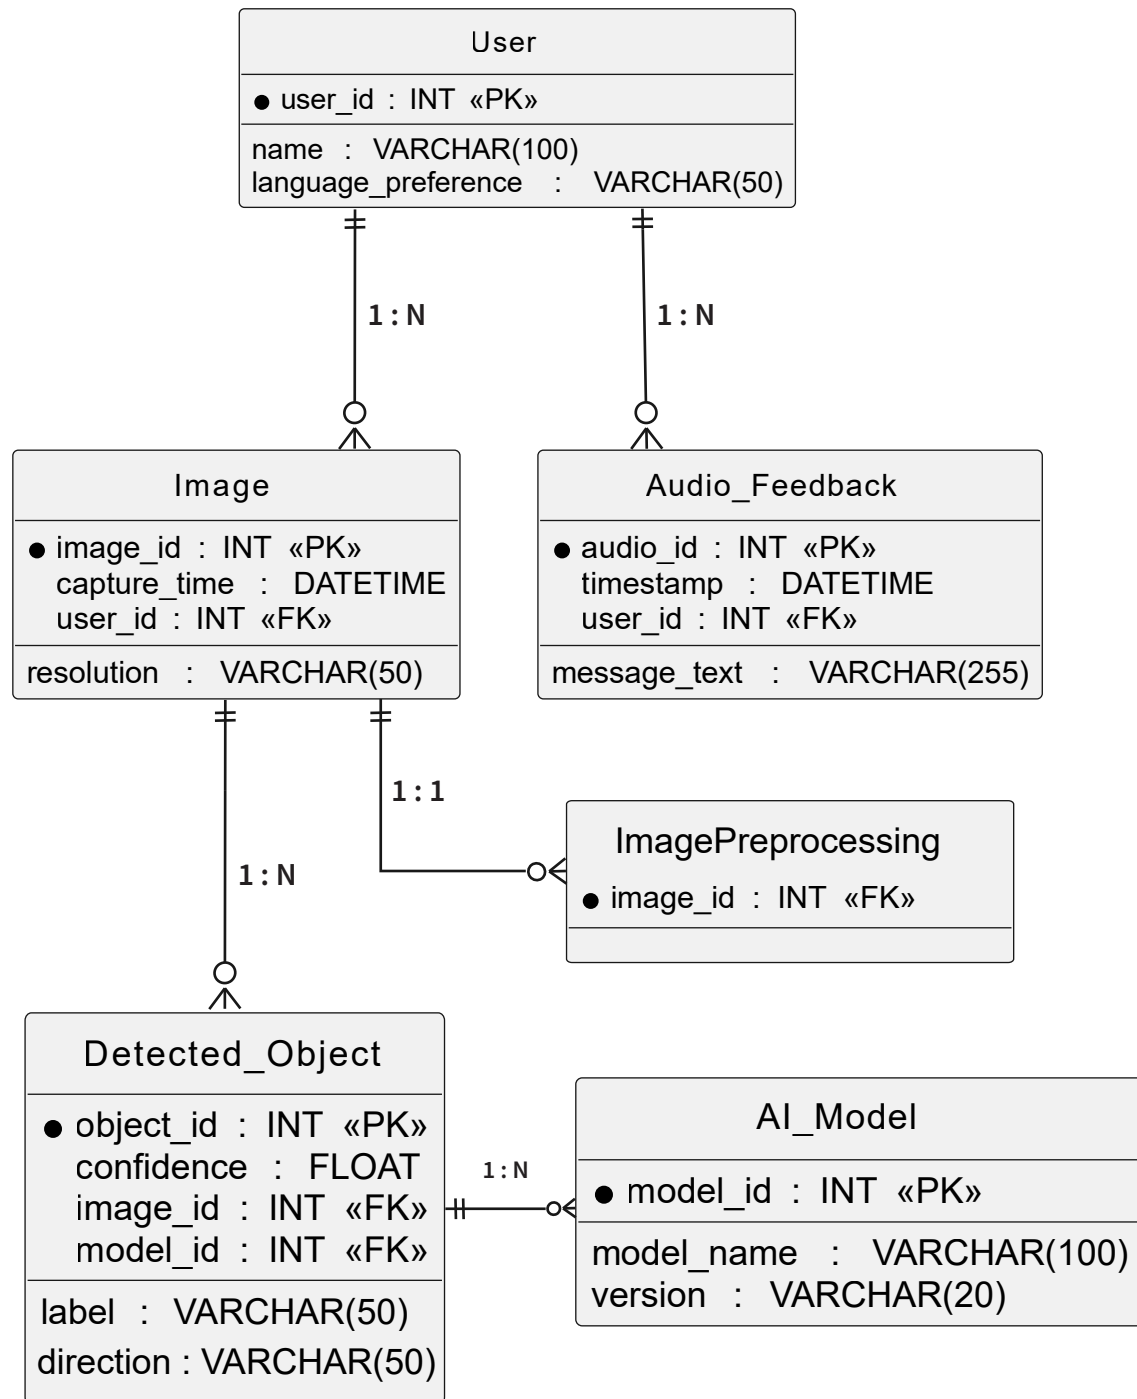 User
user_id : INT «PK»
name : VARCHAR(100)
language_preference : VARCHAR(50)
1:N
1:N
Image
image_id : INT «PK»
capture_time : DATETIME
user_id : INT «FK»
resolution : VARCHAR(50)
Audio_Feedback
audio_id : INT «PK»
timestamp : DATETIME
user_id : INT «FK»
message_text : VARCHAR(255)
1:1
1:N
ImagePreprocessing
image_id : INT «FK»
Detected_Object
object_id : INT «PK»
confidence : FLOAT
image_id : INT «FK»
model_id : INT «FK»
label : VARCHAR(50)
direction : VARCHAR(50)
1:N
AI_Model
model_id : INT «PK»
model_name : VARCHAR(100)
version : VARCHAR(20)